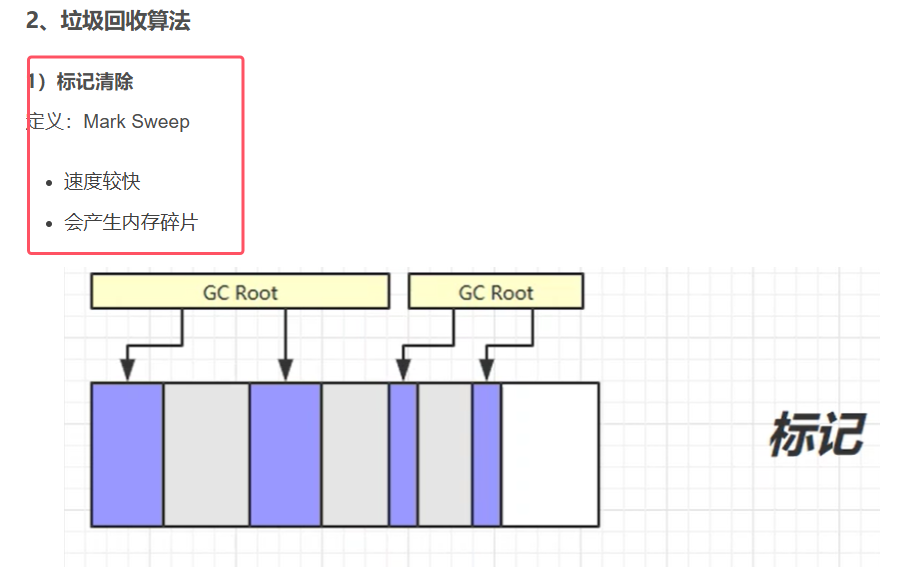 2、垃圾回收算法
1）标记清除
定义：Mark Sweep
• 速度较快
• 会产生内存碎片
GC Root GC Root
标记